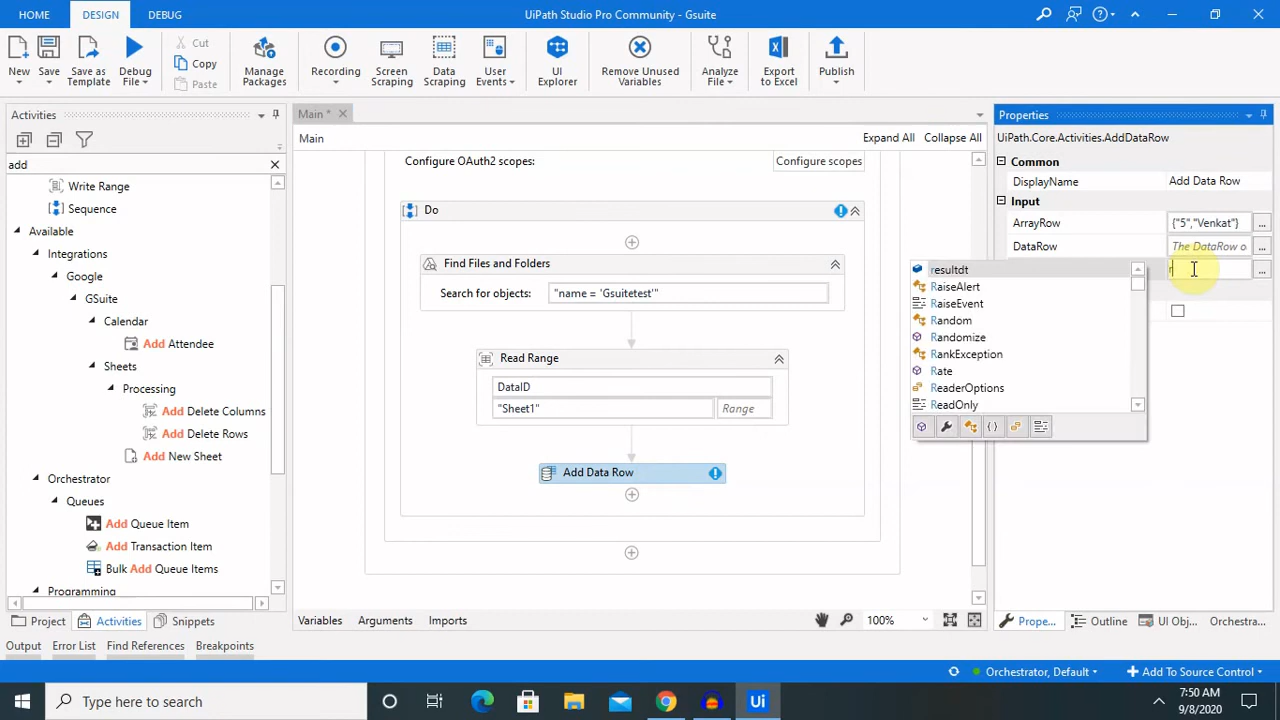 HOME DESIGN DEBUG UiPath Studio Pro Community - Gsuite
New Save Save as Template Debug File Cut Copy Paste Manage Packages Recording Screen Scraping Data Scraping User Events UI Explorer Remove Unused Variables Analyze File Export to Excel Publish
Activities
add
Write Range
Sequence
Available
Integrations
Google
GSuite
Calendar
Add Attendee
Sheets
Processing
Add Delete Columns
Add Delete Rows
Add New Sheet
Orchestrator
Queues
Add Queue Item
Add Transaction Item
Bulk Add Queue Items
Programming
Project Activities Snippets
Main *
Main Expand All Collapse All
Configure OAuth2 scopes: Configure scopes
Do
Find Files and Folders
Search for objects: "name = 'Gsuitetest'"
Read Range
DataID
"Sheet1" Range
Add Data Row
Variables Arguments Imports 100%
Properties
UiPath.Core.Activities.AddDataRow
Common
DisplayName Add Data Row
Input
ArrayRow {"5","Venkat"} ...
DataRow The DataRow o ...
r ...
resultdt
RaiseAlert
RaiseEvent
Random
Randomize
RankException
Rate
ReaderOptions
ReadOnly
Prope... Outline UI Obj... Orchestra...
Output Error List Find References Breakpoints
Orchestrator, Default Add To Source Control
Type here to search
Ui
7:50 AM
9/8/2020